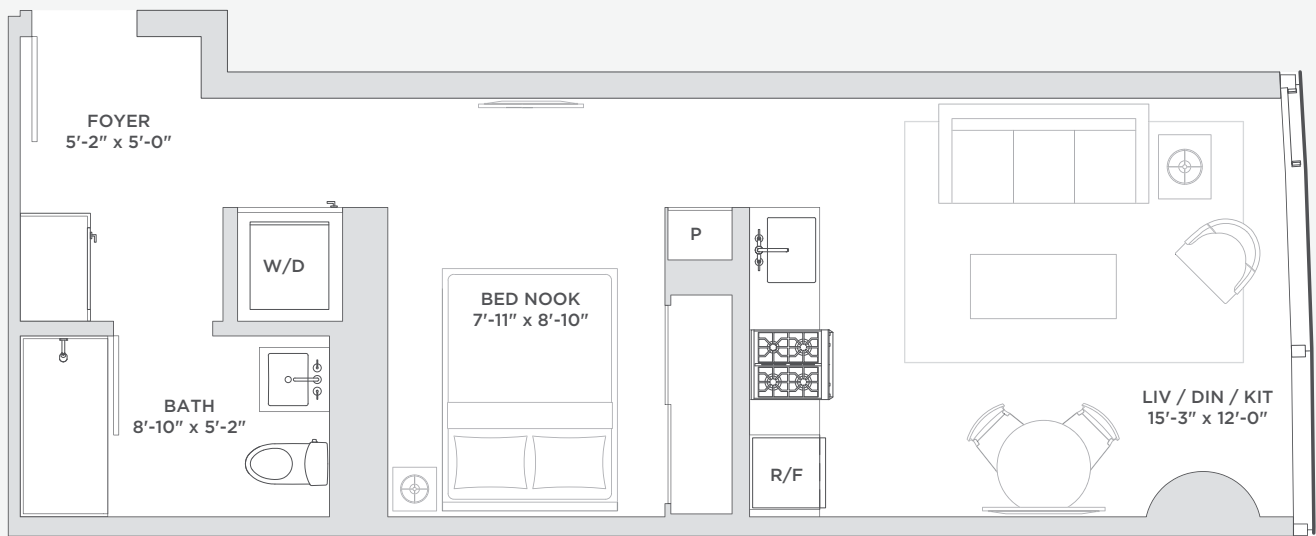 FOYER
5'-2" x 5'-0"
W/D
P
BED NOOK
7'-11" x 8'-10"
BATH
8'-10" x 5'-2"
R/F
LIV / DIN / KIT
15'-3" x 12'-0"